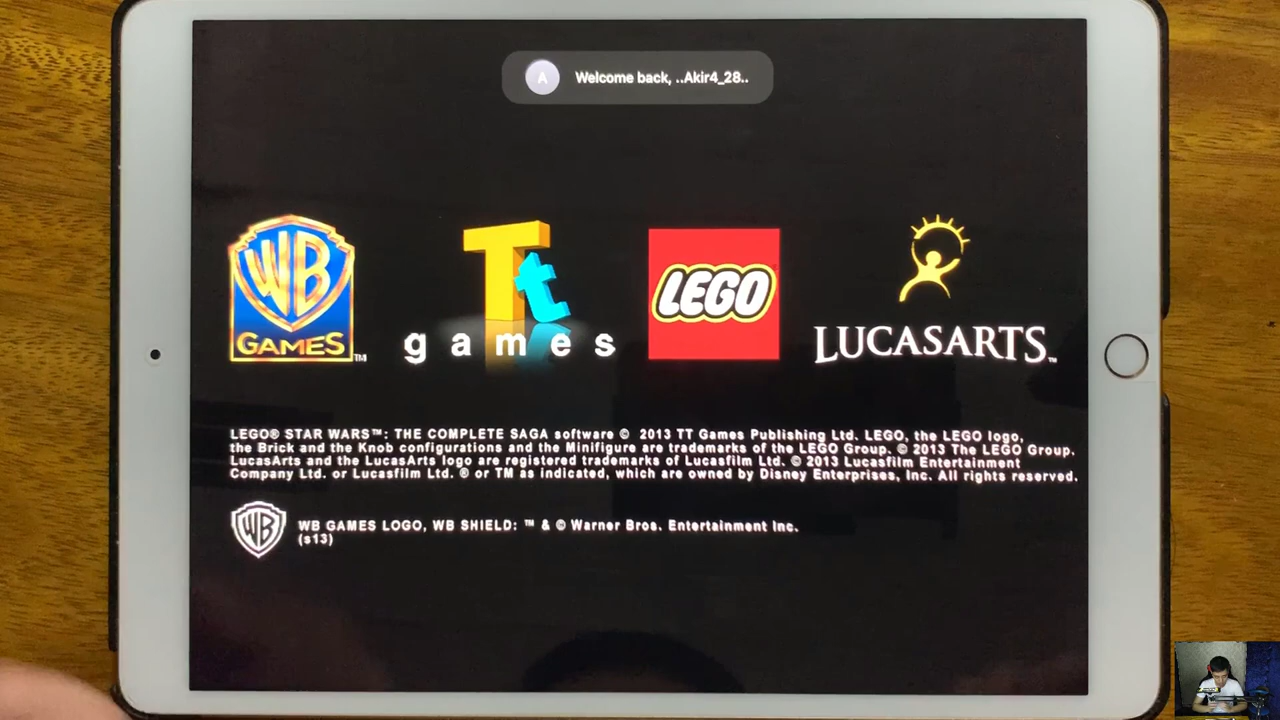 A Welcome back, ..Akir4_28..
WB
GAMES™
Tt
games
LEGO
LUCASARTS™
LEGO® STAR WARS™: THE COMPLETE SAGA software © 2013 TT Games Publishing Ltd. LEGO, the LEGO logo,
the Brick and the Knob configurations and the Minifigure are trademarks of the LEGO Group. © 2013 The LEGO Group.
LucasArts and the LucasArts logo are registered trademarks of Lucasfilm Ltd. © 2013 Lucasfilm Entertainment
Company Ltd. or Lucasfilm Ltd. ® or TM as indicated, which are owned by Disney Enterprises, Inc. All rights reserved.
WB
WB GAMES LOGO, WB SHIELD: ™ & © Warner Bros. Entertainment Inc.
(s13)